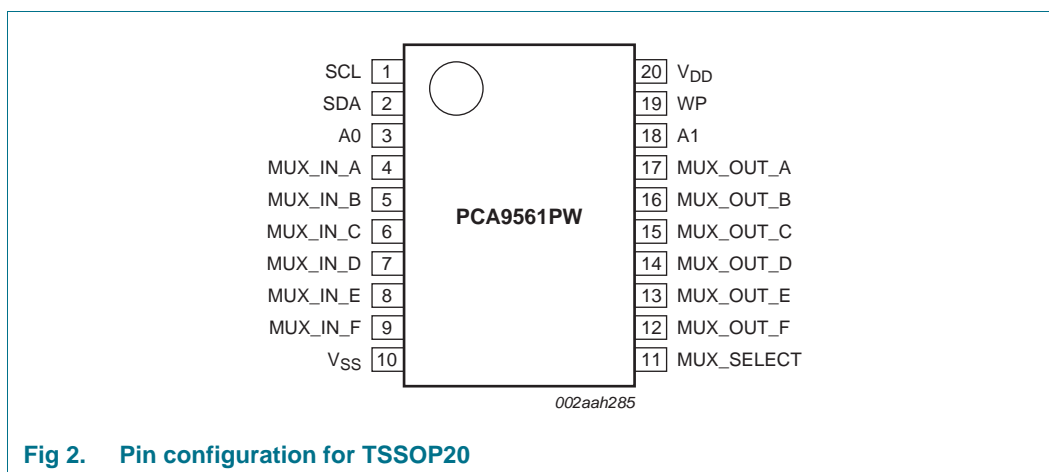 SCL 1
SDA 2
A0 3
MUX_IN_A 4
MUX_IN_B 5
MUX_IN_C 6
MUX_IN_D 7
MUX_IN_E 8
MUX_IN_F 9
VSS 10
PCA9561PW
20 VDD
19 WP
18 A1
17 MUX_OUT_A
16 MUX_OUT_B
15 MUX_OUT_C
14 MUX_OUT_D
13 MUX_OUT_E
12 MUX_OUT_F
11 MUX_SELECT
002aah285
Fig 2. Pin configuration for TSSOP20